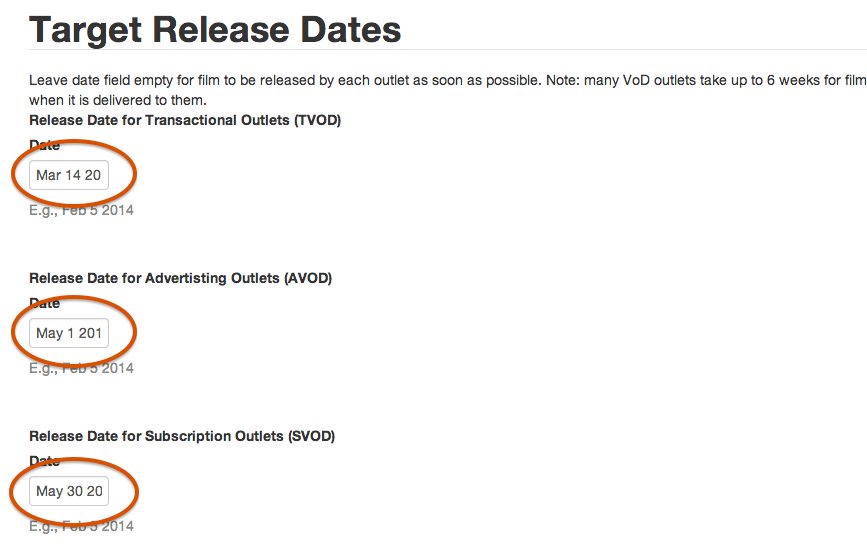 Target Release Dates
Leave date field empty for film to be released by each outlet as soon as possible. Note: many VoD outlets take up to 6 weeks for film
when it is delivered to them.
Release Date for Transactional Outlets (TVOD)
Date
Mar 14 20
E.g., Feb 5 2014
Release Date for Advertisting Outlets (AVOD)
Date
May 1 201
E.g., Feb 5 2014
Release Date for Subscription Outlets (SVOD)
Date
May 30 20
E.g., Feb 5 2014